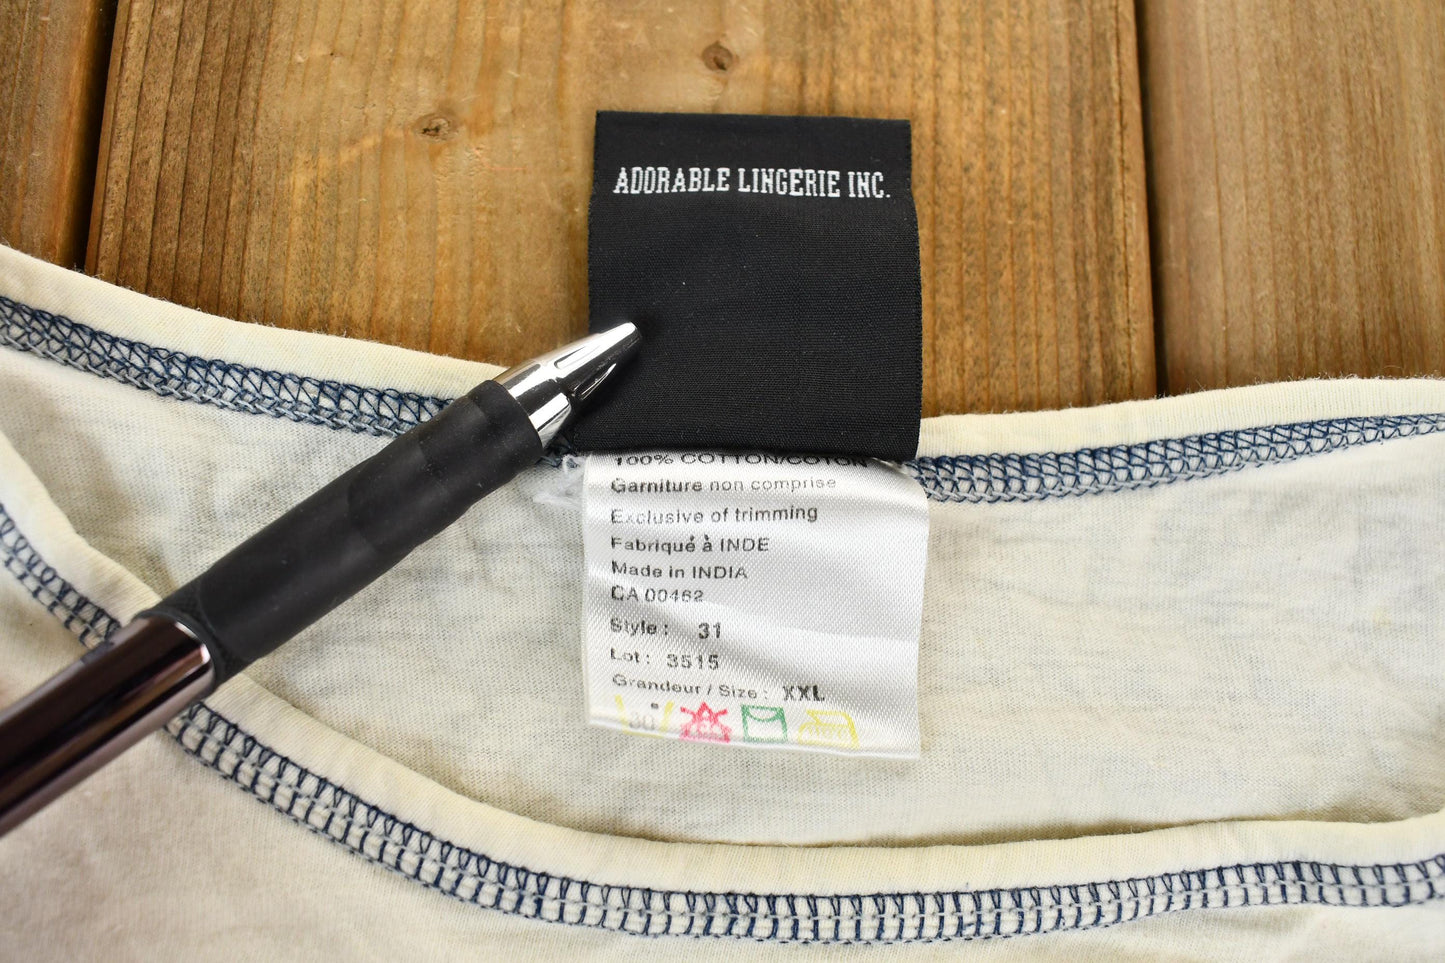 ADORABLE LINGERIE INC.
100% COTTON/COTON
Garniture non comprise
Exclusive of trimming
Fabriqué à INDE
Made in INDIA
CA 00462
Style : 31
Lot : 3515
Grandeur / Size : XXL
30°